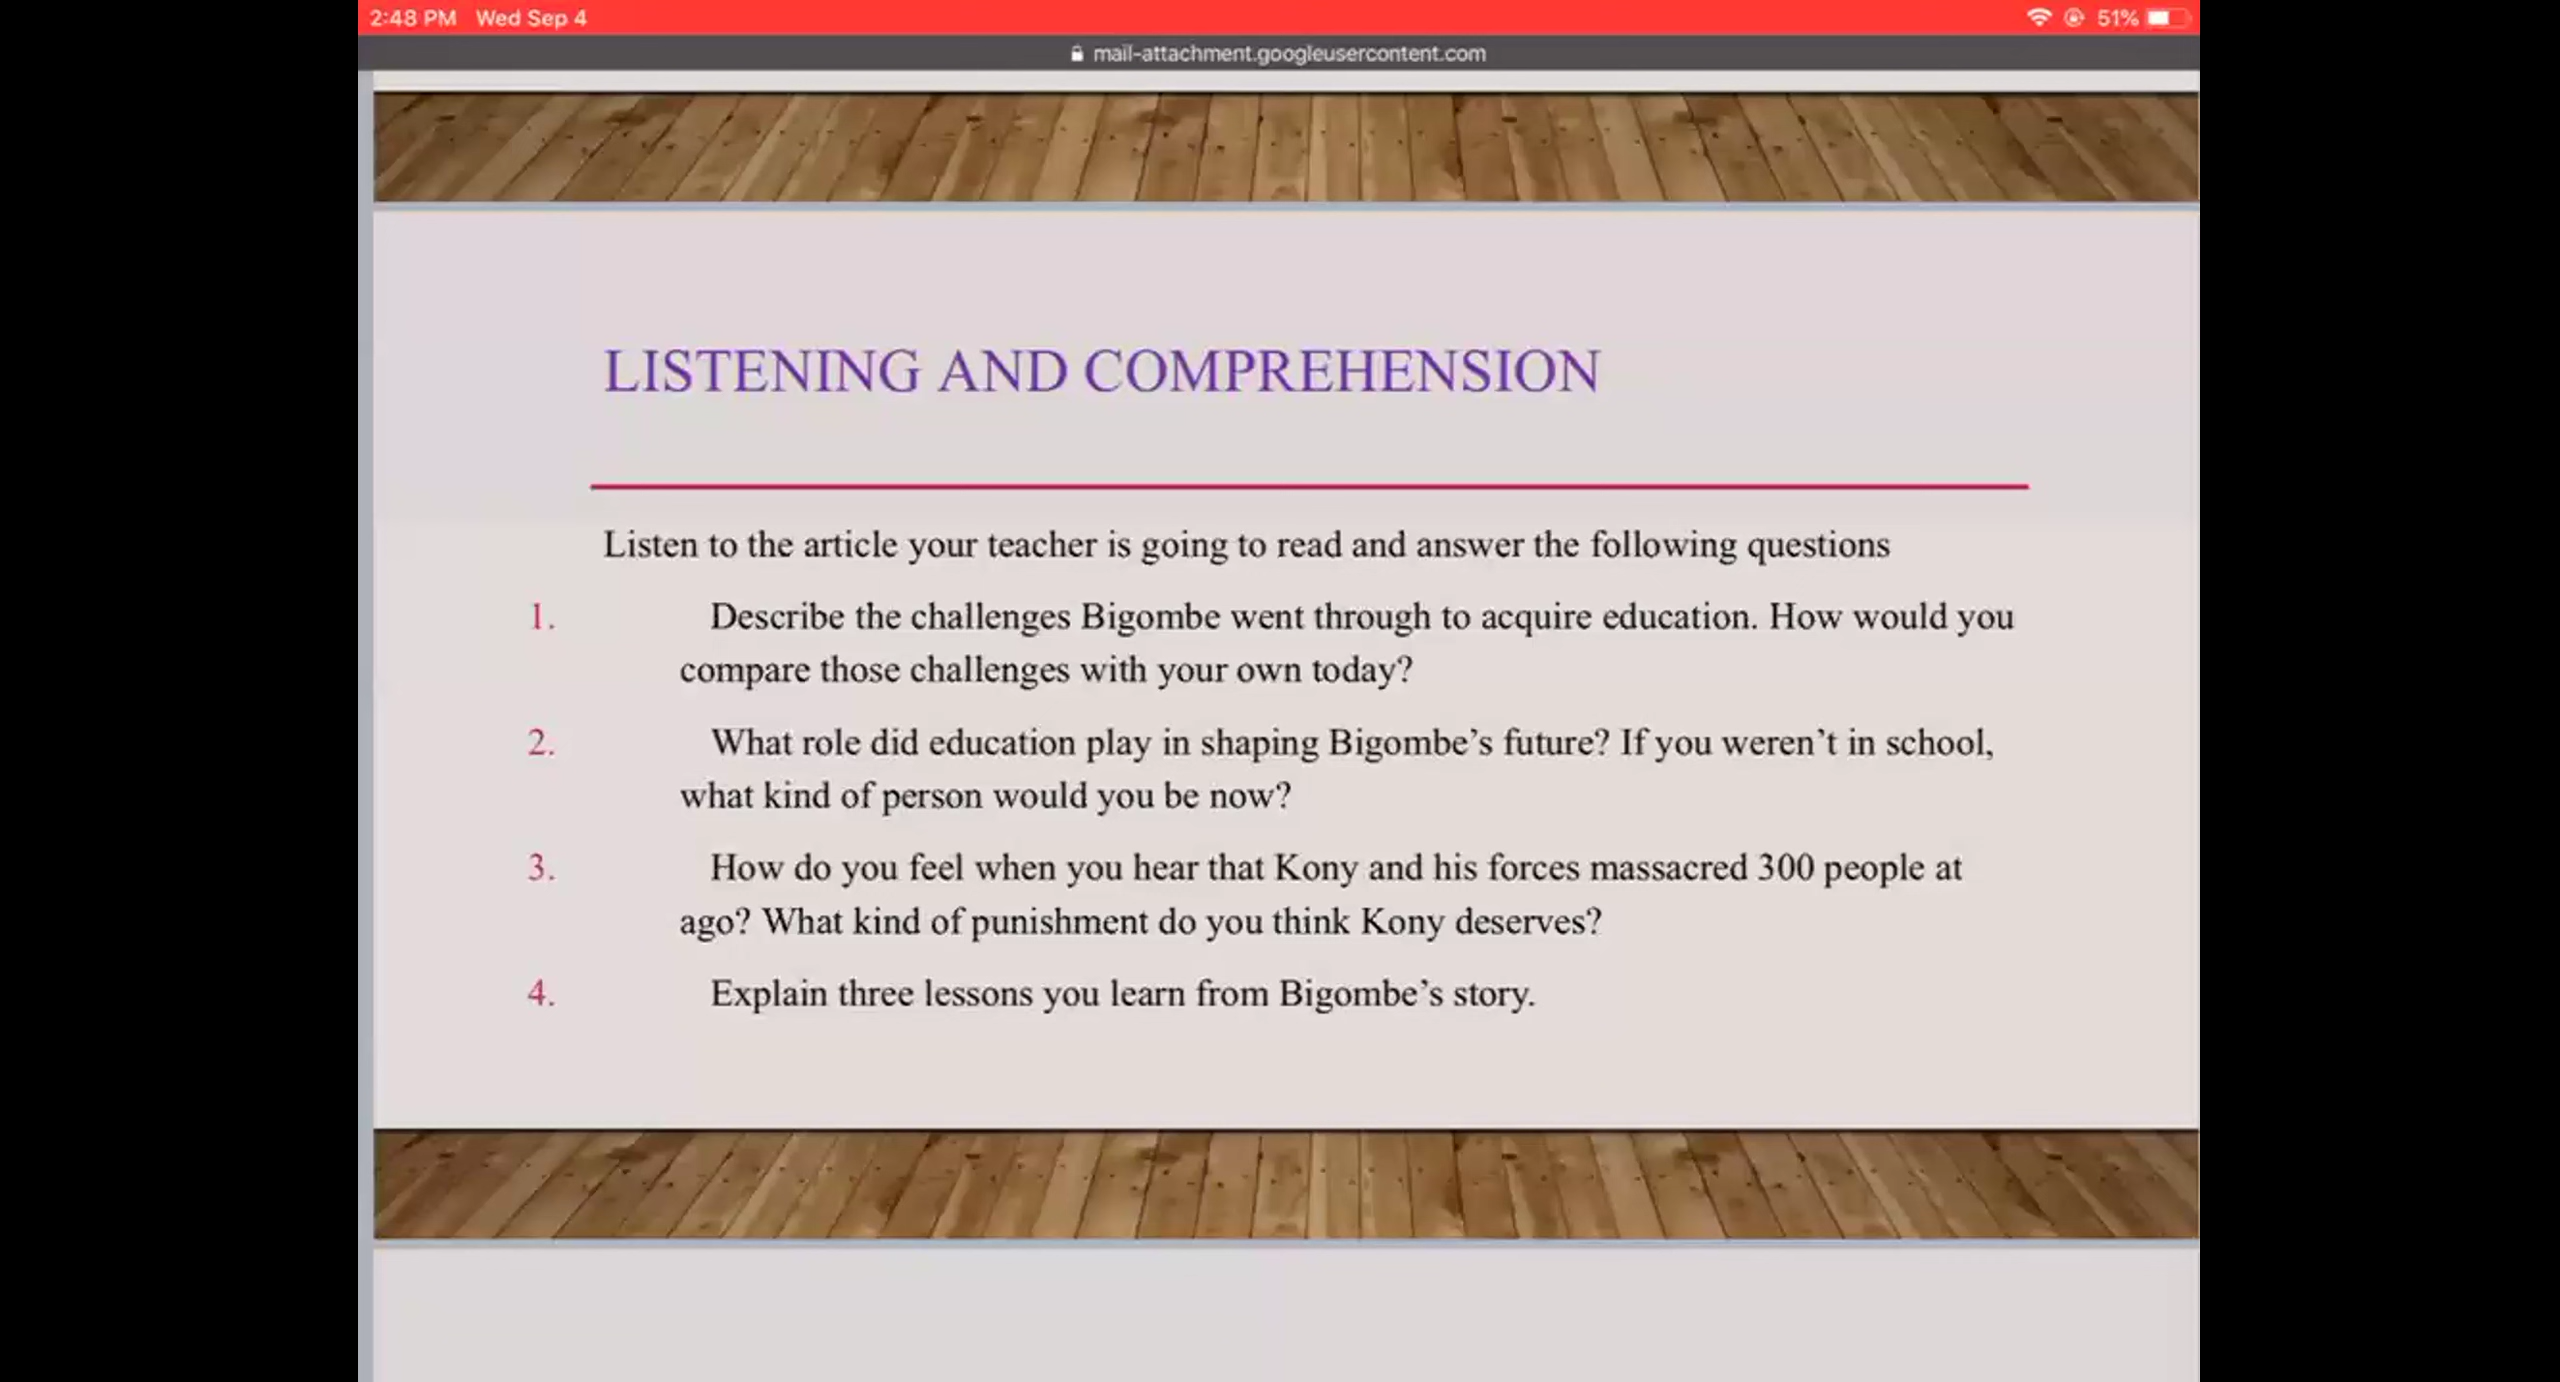 2:48 PM Wed Sep 4
51%
mail-attachment.googleusercontent.com
LISTENING AND COMPREHENSION
Listen to the article your teacher is going to read and answer the following questions
1. Describe the challenges Bigombe went through to acquire education. How would you
compare those challenges with your own today?
2. What role did education play in shaping Bigombe’s future? If you weren’t in school,
what kind of person would you be now?
3. How do you feel when you hear that Kony and his forces massacred 300 people at
ago? What kind of punishment do you think Kony deserves?
4. Explain three lessons you learn from Bigombe’s story.